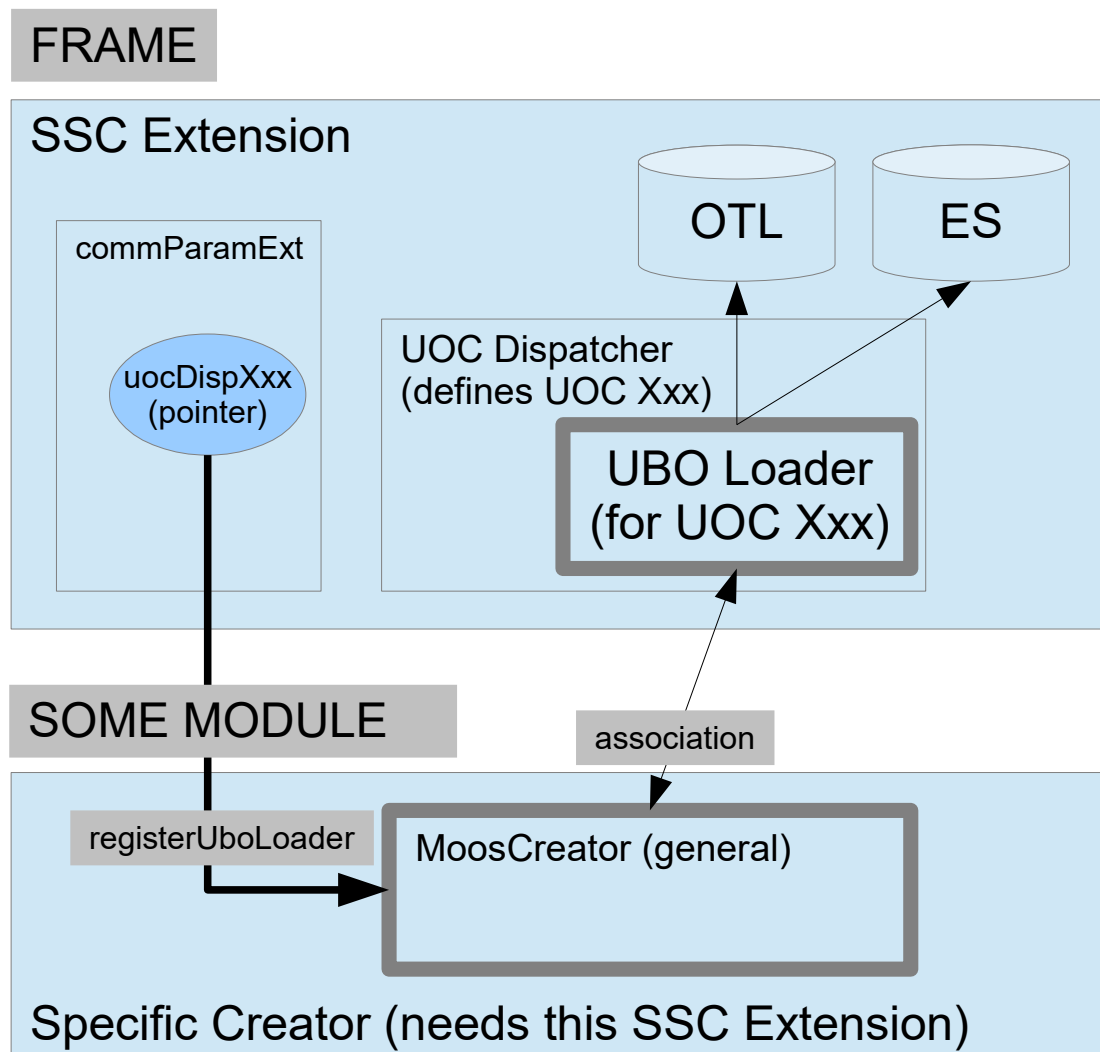 FRAME
SSC Extension
OTL
ES
commParamExt
uocDispXxx
(pointer)
UOC Dispatcher
(defines UOC Xxx)
UBO Loader
(for UOC Xxx)
SOME MODULE
association
registerUboLoader
MoosCreator (general)
Specific Creator (needs this SSC Extension)